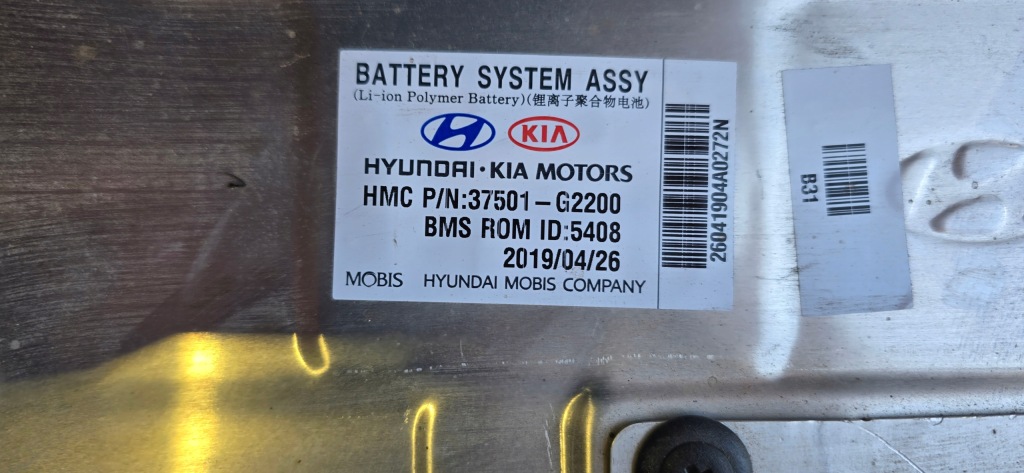 BATTERY SYSTEM ASSY
(Li-ion Polymer Battery)(锂离子聚合物电池)
KIA
HYUNDAI·KIA MOTORS
HMC P/N:37501-G2200
BMS ROM ID:5408
2019/04/26
MOBIS HYUNDAI MOBIS COMPANY
26041904A0272N
B31